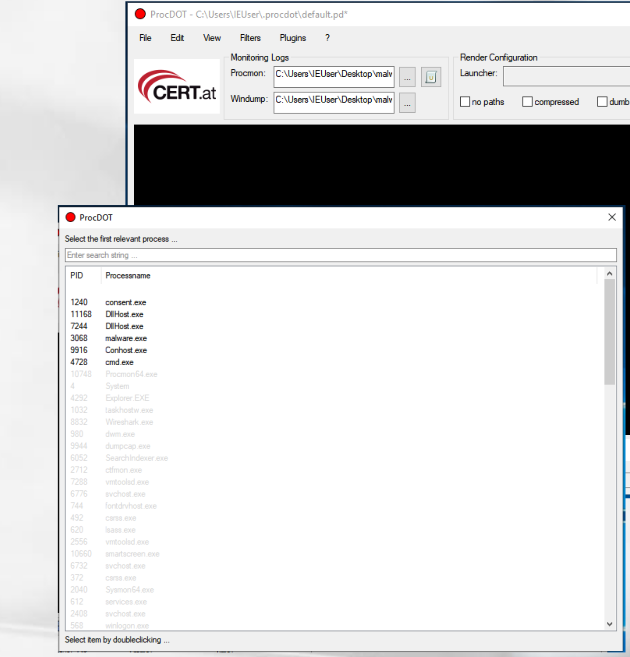 ProcDOT - C:\Users\IEUser\.procdot\default.pd*
File Edit View Filters Plugins ?
Monitoring Logs
Render Configuration
Procmon: C:\Users\IEUser\Desktop\malv ...
Launcher:
CERT.at
Windump: C:\Users\IEUser\Desktop\malv ...
no paths compressed dumb
ProcDOT
Select the first relevant process ...
Enter search string ...
PID Processname
1240 consent.exe
11168 DllHost.exe
7244 DllHost.exe
3068 malware.exe
9916 Conhost.exe
4728 cmd.exe
10748 Procmon64.exe
4 System
4292 Explorer.EXE
1032 taskhostw.exe
8832 Wireshark.exe
980 dwm.exe
9544 dumpcap.exe
6092 SearchIndexer.exe
2712 ctfmon.exe
7288 vmtoolsd.exe
6776 svchost.exe
744 fontdrvhost.exe
492 csrss.exe
620 lsass.exe
2556 vmtoolsd.exe
10660 smartscreen.exe
6732 svchost.exe
372 csrss.exe
2040 Sysmon64.exe
612 services.exe
2408 svchost.exe
568 winlogon.exe
Select item by doubleclicking ...